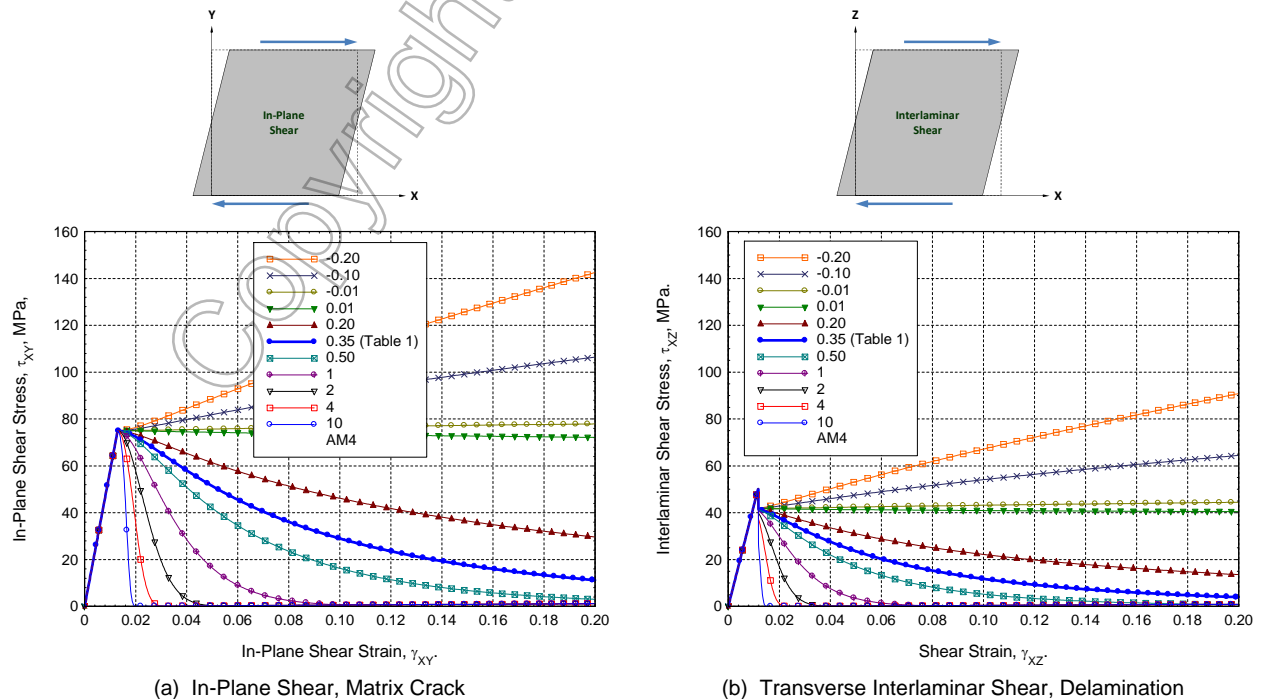 Y
In-Plane
Shear
X
Z
Interlaminar
Shear
X
Copyright
In-Plane Shear Stress, τXY, MPa,
160
140
120
100
80
60
40
20
0
-0.20
-0.10
-0.01
0.01
0.20
0.35 (Table 1)
0.50
1
2
4
10
AM4
0 0.02 0.04 0.06 0.08 0.10 0.12 0.14 0.16 0.18 0.20
In-Plane Shear Strain, γXY.
(a) In-Plane Shear, Matrix Crack
Interlaminar Shear Stress, τXZ, MPa.
160
140
120
100
80
60
40
20
0
-0.20
-0.10
-0.01
0.01
0.20
0.35 (Table 1)
0.50
1
2
4
10
AM4
0.00 0.02 0.04 0.06 0.08 0.10 0.12 0.14 0.16 0.18 0.20
Shear Strain, γXZ.
(b) Transverse Interlaminar Shear, Delamination